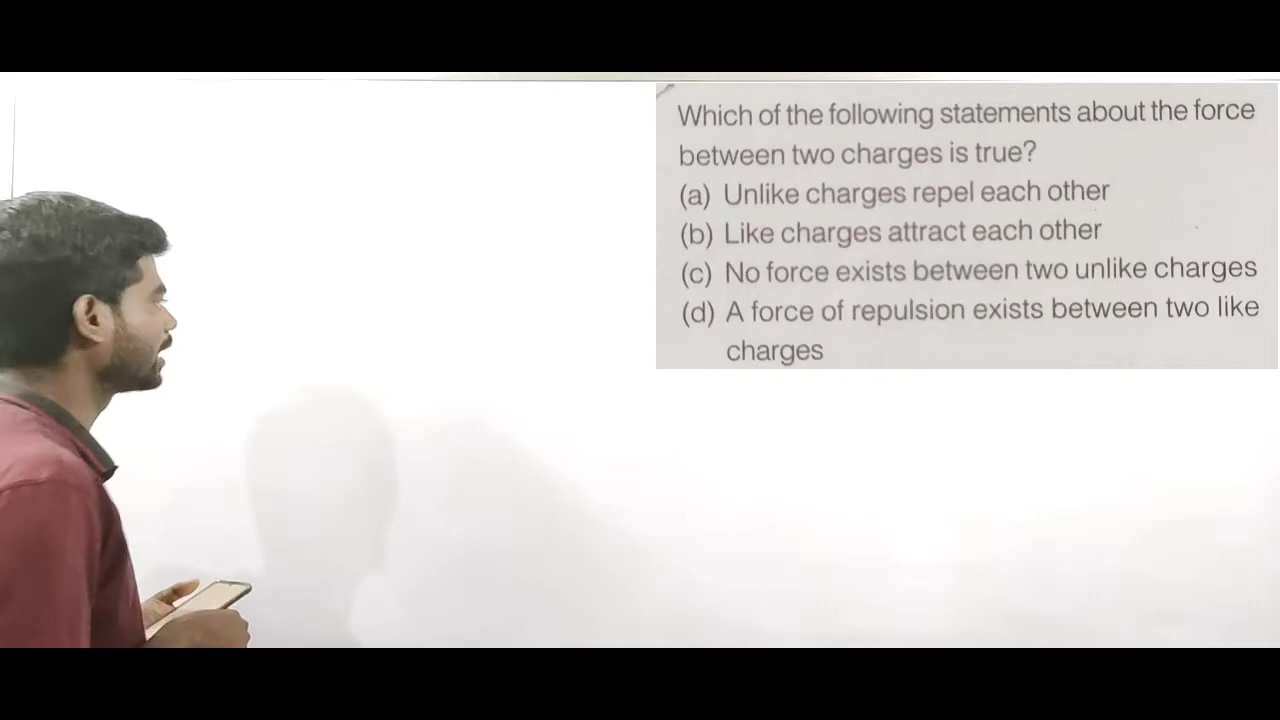 Which of the following statements about the force
between two charges is true?
(a) Unlike charges repel each other
(b) Like charges attract each other
(c) No force exists between two unlike charges
(d) A force of repulsion exists between two like
charges